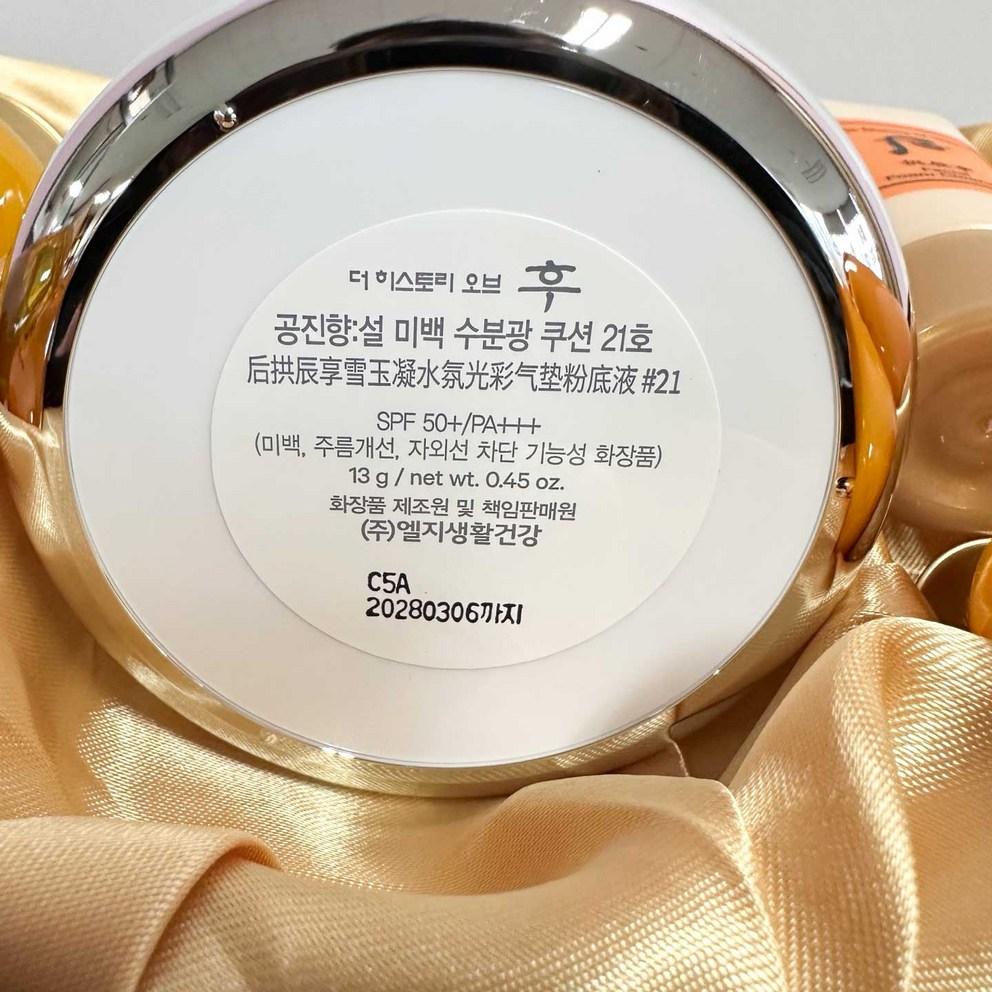 더 히스토리 오브 후
공진향:설 미백 수분광 쿠션 21호
后拱辰享雪玉凝水氛光彩气垫粉底液 #21
SPF 50+/PA+++
(미백, 주름개선, 자외선 차단 기능성 화장품)
13 g / net wt. 0.45 oz.
화장품 제조원 및 책임판매원
(주)엘지생활건강
C5A
20280306까지